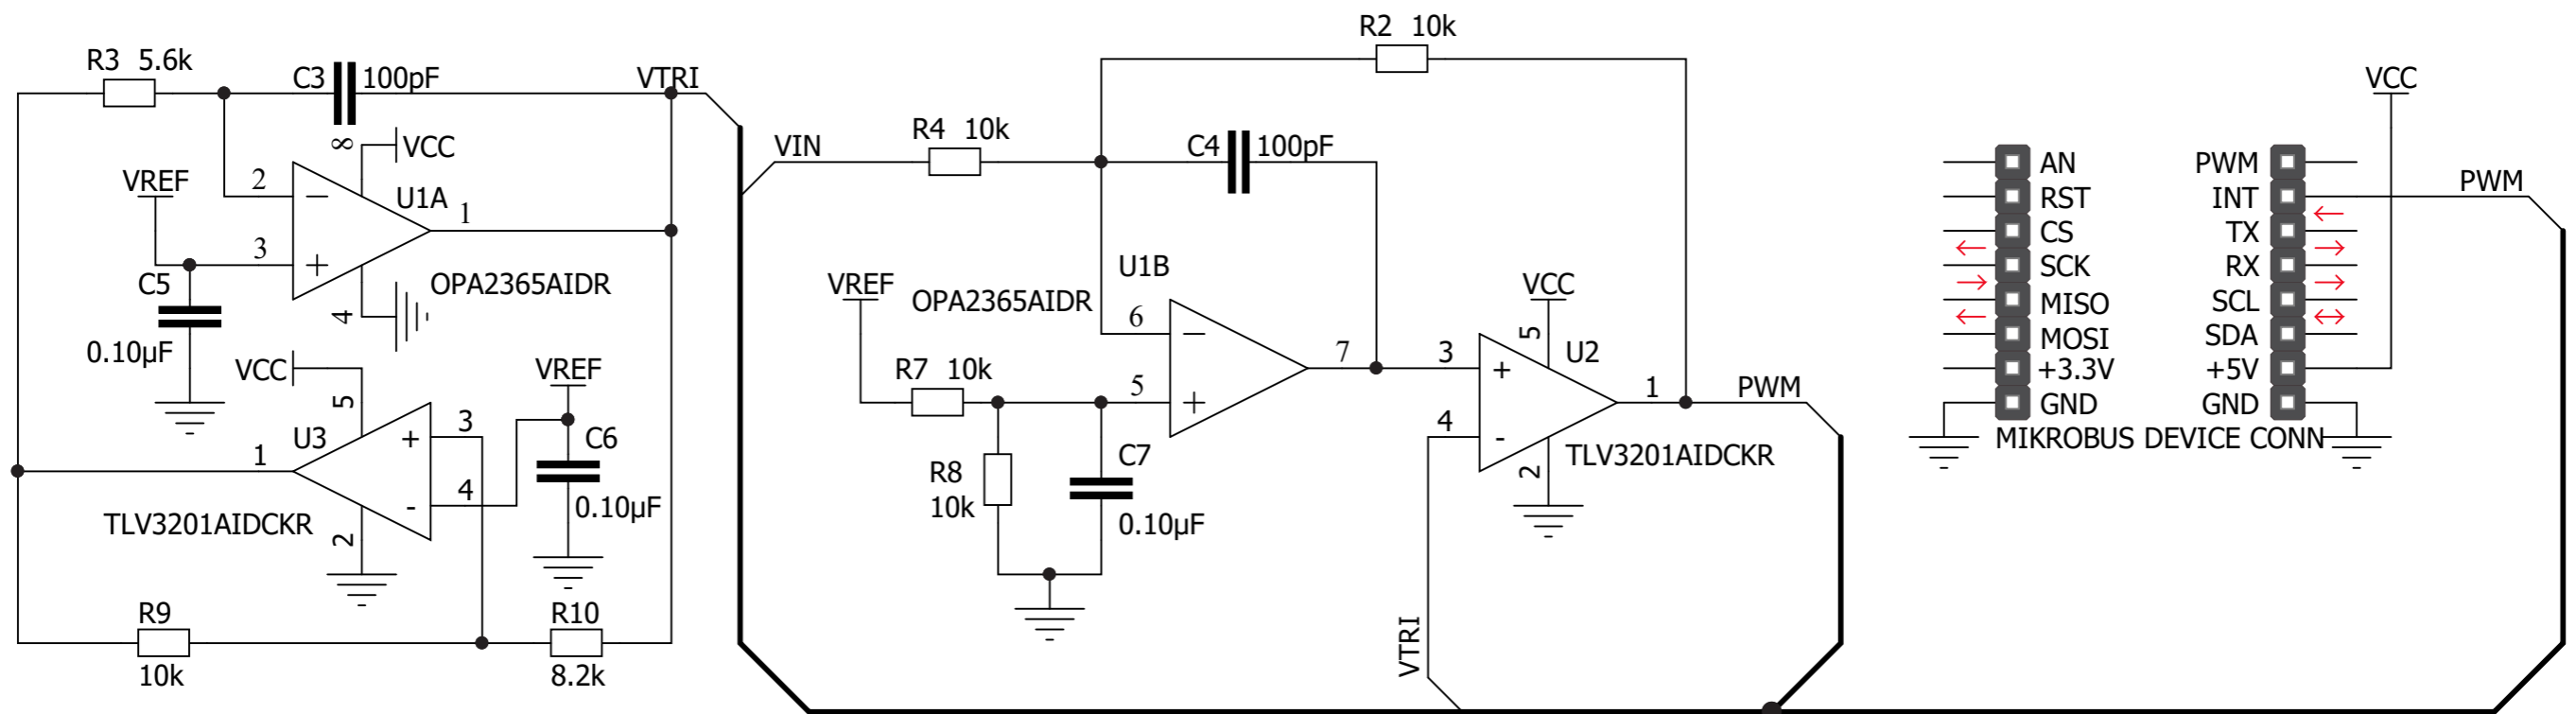 R3 5.6k
C3 100pF
VTRI
8
VCC
VREF
2
U1A
1
3
4
OPA2365AIDR
C5
0.10µF
VCC
VREF
5
3
U3
1
4
C6
0.10µF
TLV3201AIDCKR
2
R9
10k
R10
8.2k
R2 10k
VIN
R4 10k
C4 100pF
U1B
OPA2365AIDR
VREF
6
7
R7 10k
5
R8
10k
C7
0.10µF
VCC
5
U2
3
1
4
PWM
2
TLV3201AIDCKR
VTRI
VCC
AN
RST
CS
SCK
MISO
MOSI
+3.3V
GND
PWM
INT
TX
RX
SCL
SDA
+5V
GND
PWM
MIKROBUS DEVICE CONN